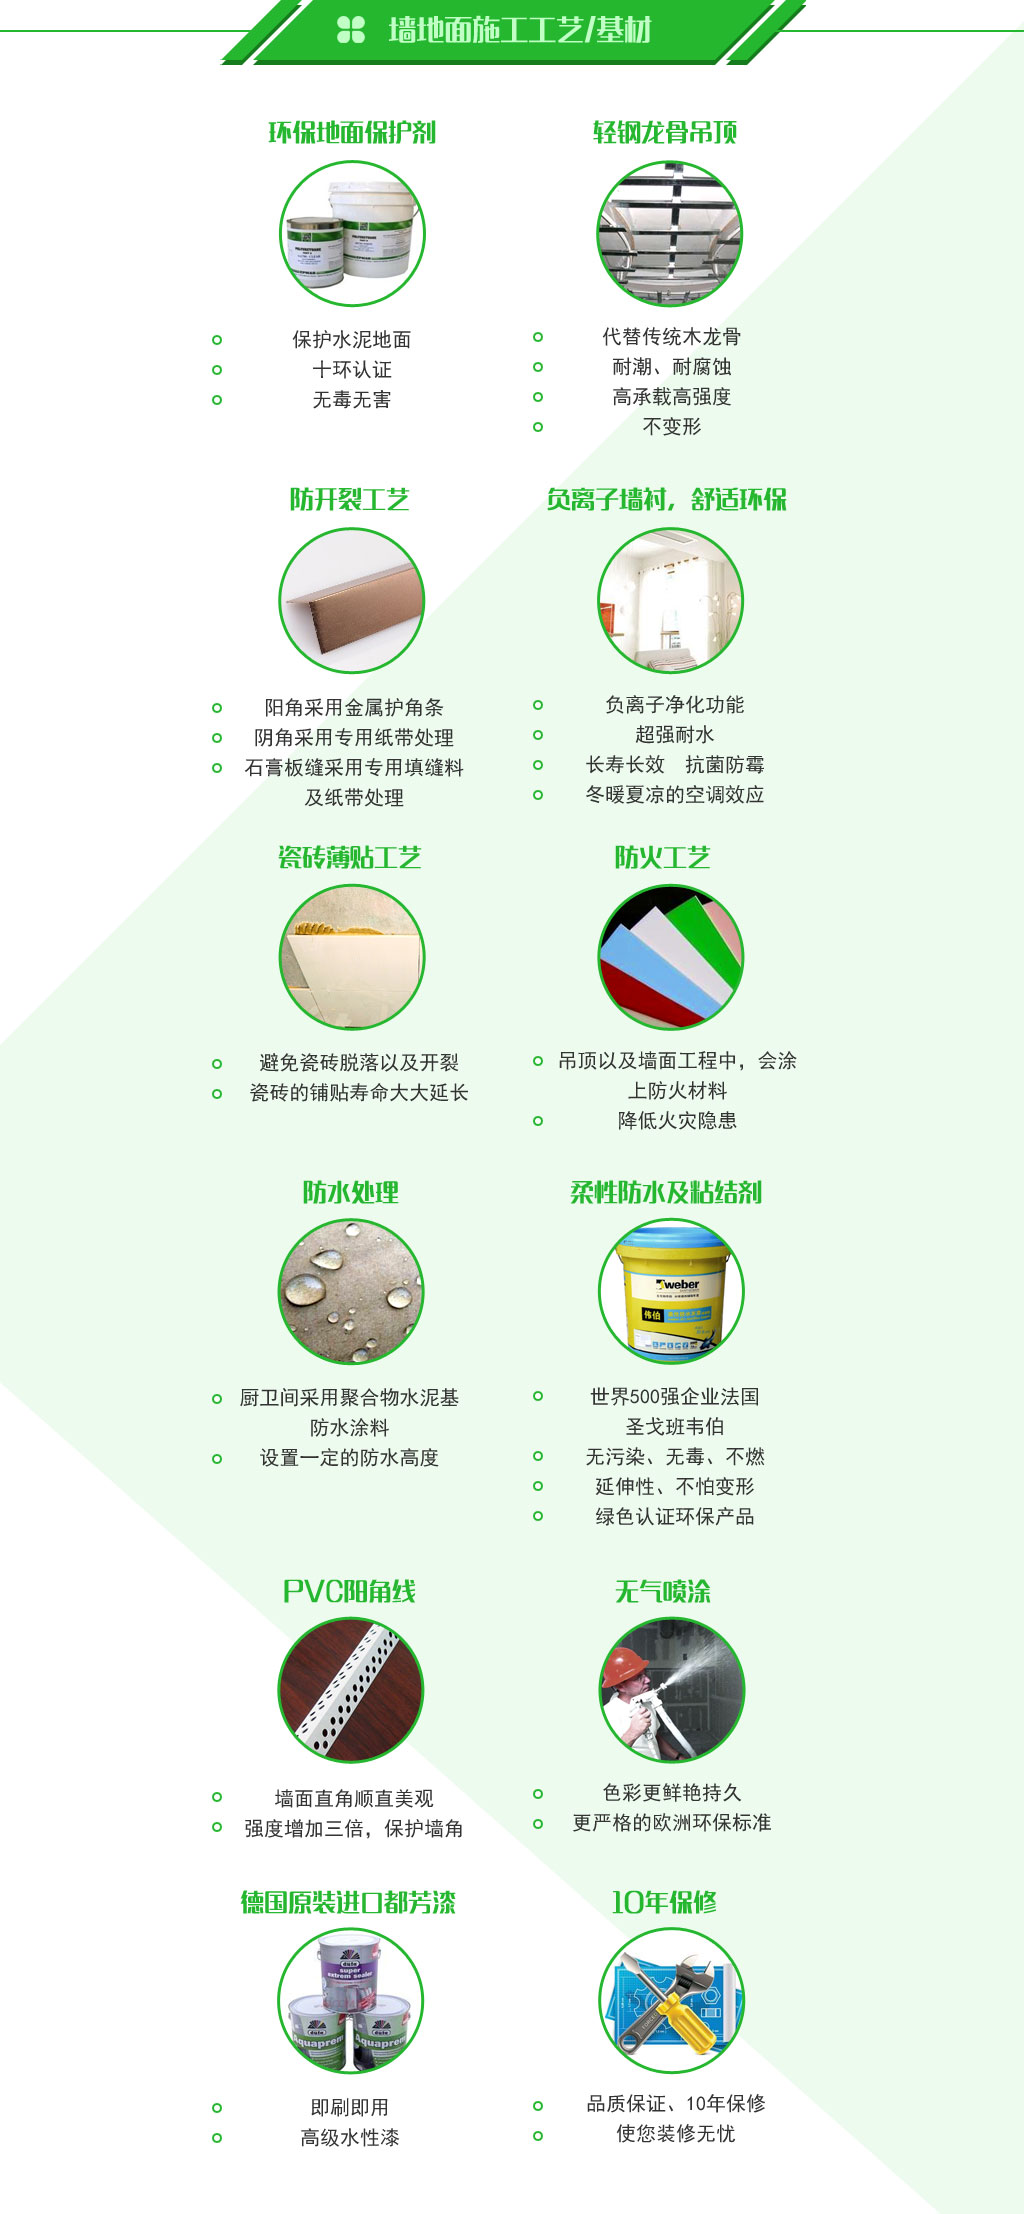 墙地面施工工艺/基材
环保地面保护剂
保护水泥地面
十环认证
无毒无害
轻钢龙骨吊顶
代替传统木龙骨
耐潮、耐腐蚀
高承载高强度
不变形
防开裂工艺
阳角采用金属护角条
阴角采用专用纸带处理
石膏板缝采用专用填缝料
及纸带处理
负离子墙衬，舒适环保
负离子净化功能
超强耐水
长寿长效 抗菌防霉
冬暖夏凉的空调效应
瓷砖薄贴工艺
避免瓷砖脱落以及开裂
瓷砖的铺贴寿命大大延长
防火工艺
吊顶以及墙面工程中，会涂
上防火材料
降低火灾隐患
防水处理
厨卫间采用聚合物水泥基
防水涂料
设置一定的防水高度
柔性防水及粘结剂
weber
伟伯
世界500强企业法国
圣戈班韦伯
无污染、无毒、不燃
延伸性、不怕变形
绿色认证环保产品
PVC阳角线
墙面直角顺直美观
强度增加三倍，保护墙角
无气喷涂
色彩更鲜艳持久
更严格的欧洲环保标准
德国原装进口都芳漆
dufa
super
extrem sealer
dufa
Aquaprem
dufa
Aquaprem
即刷即用
高级水性漆
10年保修
品质保证、10年保修
使您装修无忧